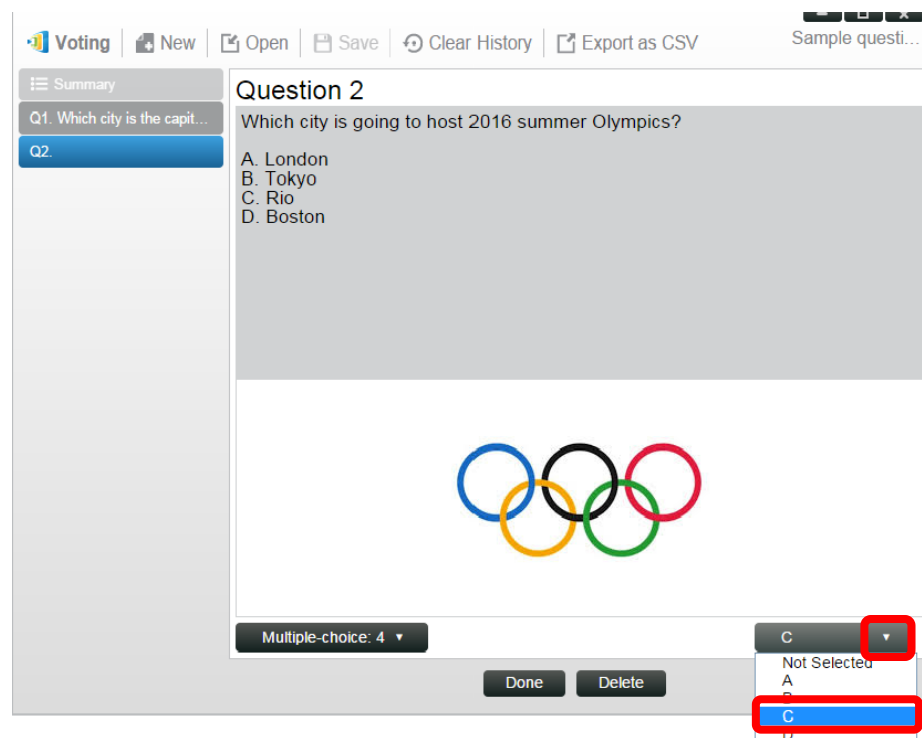 Voting New Open Save Clear History Export as CSV Sample questi...
Summary
Q1. Which city is the capit...
Q2.
Question 2
Which city is going to host 2016 summer Olympics?
A. London
B. Tokyo
C. Rio
D. Boston
Multiple-choice: 4
C
Not Selected
A
B
C
D
Done Delete